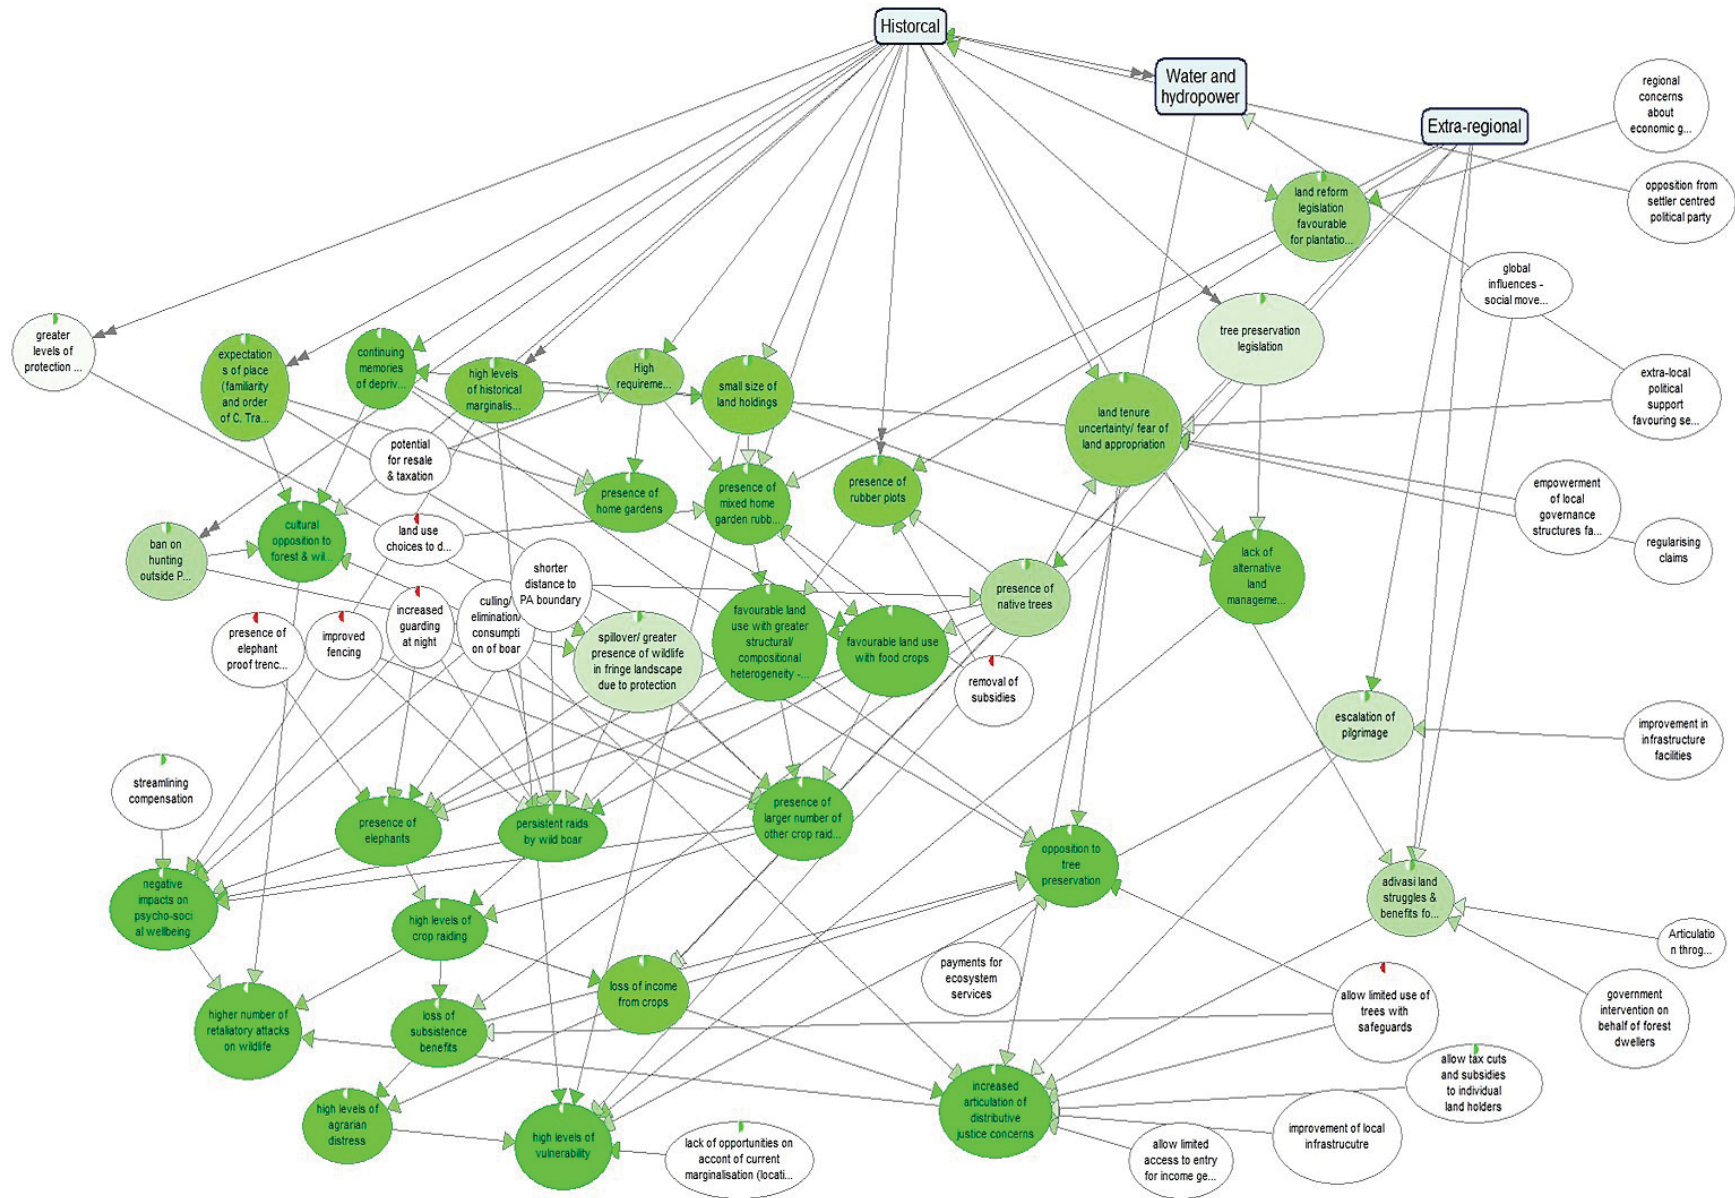 Historcal
Water and
hydropower
Extra-regional
regional
concerns
about
economic g...
opposition from
settler centred
political party
land reform
legislation
favourable
for plantatio...
global
influences -
social move...
tree preservation
legislation
extra-local
political
support
favouring se...
greater
levels of
protection ...
expectation
s of place
(familiarity
and order
of C. Tra...
continuing
memories
of depriv...
high levels
of historical
marginalis...
High
requireme...
small size of
land holdings
land tenure
uncertainty/ fear of
land appropriation
potential
for resale
& taxation
presence of
home gardens
presence of
mixed home
garden rubb...
presence of
rubber plots
empowerment
of local
governance
structures fa...
regularising
claims
ban on
hunting
outside P...
cultural
opposition to
forest & wil...
land use
choices to d...
shorter
distance to
PA boundary
lack of
alternative
land
manageme...
presence of
native trees
presence of
elephant
proof trenc...
improved
fencing
increased
guarding
at night
culling/
elimination/
consumpti
on of boar
spillover/ greater
presence of wildlife
in fringe landscape
due to protection
favourable land
use with greater
structural/
compositional
heterogeneity -...
favourable land use
with food crops
removal of
subsidies
escalation of
pilgrimage
improvement in
infrastructure
facilities
streamlining
compensation
presence of
elephants
persistent raids
by wild boar
presence of
larger number of
other crop raid...
opposition to
tree
preservation
adivasi land
struggles &
benefits fo...
negative
impacts on
psycho-soci
al wellbeing
high levels of
crop raiding
Articulatio
n throg...
payments for
ecosystem
services
loss of income
from crops
allow limited use of
trees with
safeguards
government
intervention on
behalf of forest
dwellers
higher number of
retaliatory attacks
on wildlife
loss of
subsistence
benefits
allow tax cuts
and subsidies
to individual
land holders
increased
articulation of
distributive
justice concerns
high levels of
agrarian
distress
high levels of
vulnerability
lack of opportunities on
accont of current
marginalisation (locati...
allow limited
access to entry
for income ge...
improvement of local
infrastrucutre